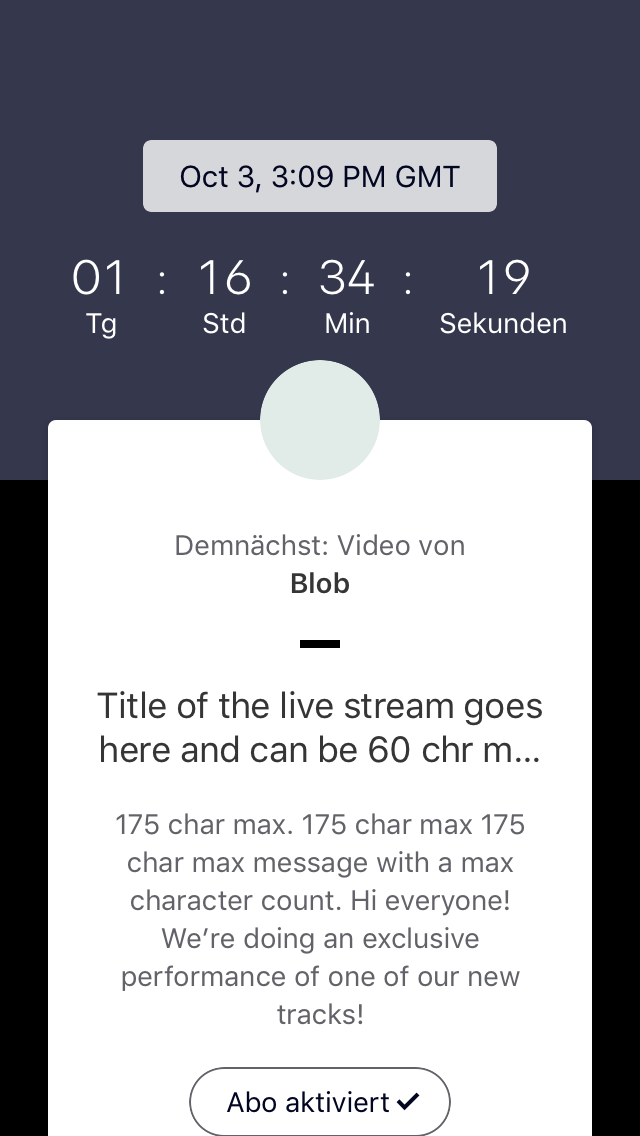 Oct 3, 3:09 PM GMT
01 : 16 : 34 : 19
Tg Std Min Sekunden
Demnächst: Video von
Blob
Title of the live stream goes
here and can be 60 chr m...
175 char max. 175 char max 175
char max message with a max
character count. Hi everyone!
We’re doing an exclusive
performance of one of our new
tracks!
Abo aktiviert ✓